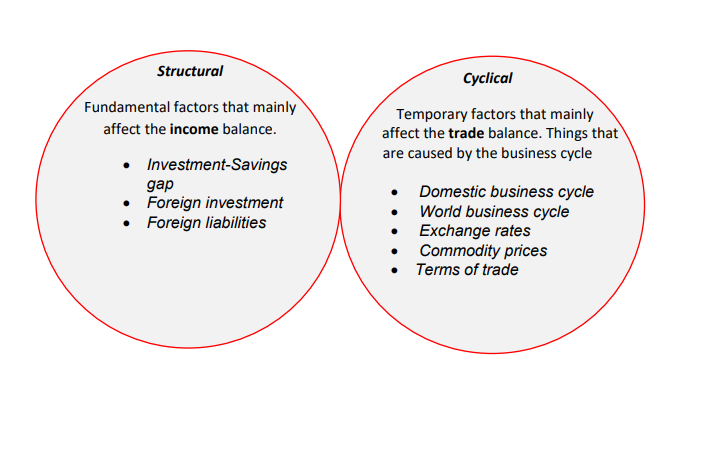 Structural
Fundamental factors that mainly
affect the income balance.
• Investment-Savings
gap
• Foreign investment
• Foreign liabilities
Cyclical
Temporary factors that mainly
affect the trade balance. Things that
are caused by the business cycle
• Domestic business cycle
• World business cycle
• Exchange rates
• Commodity prices
• Terms of trade